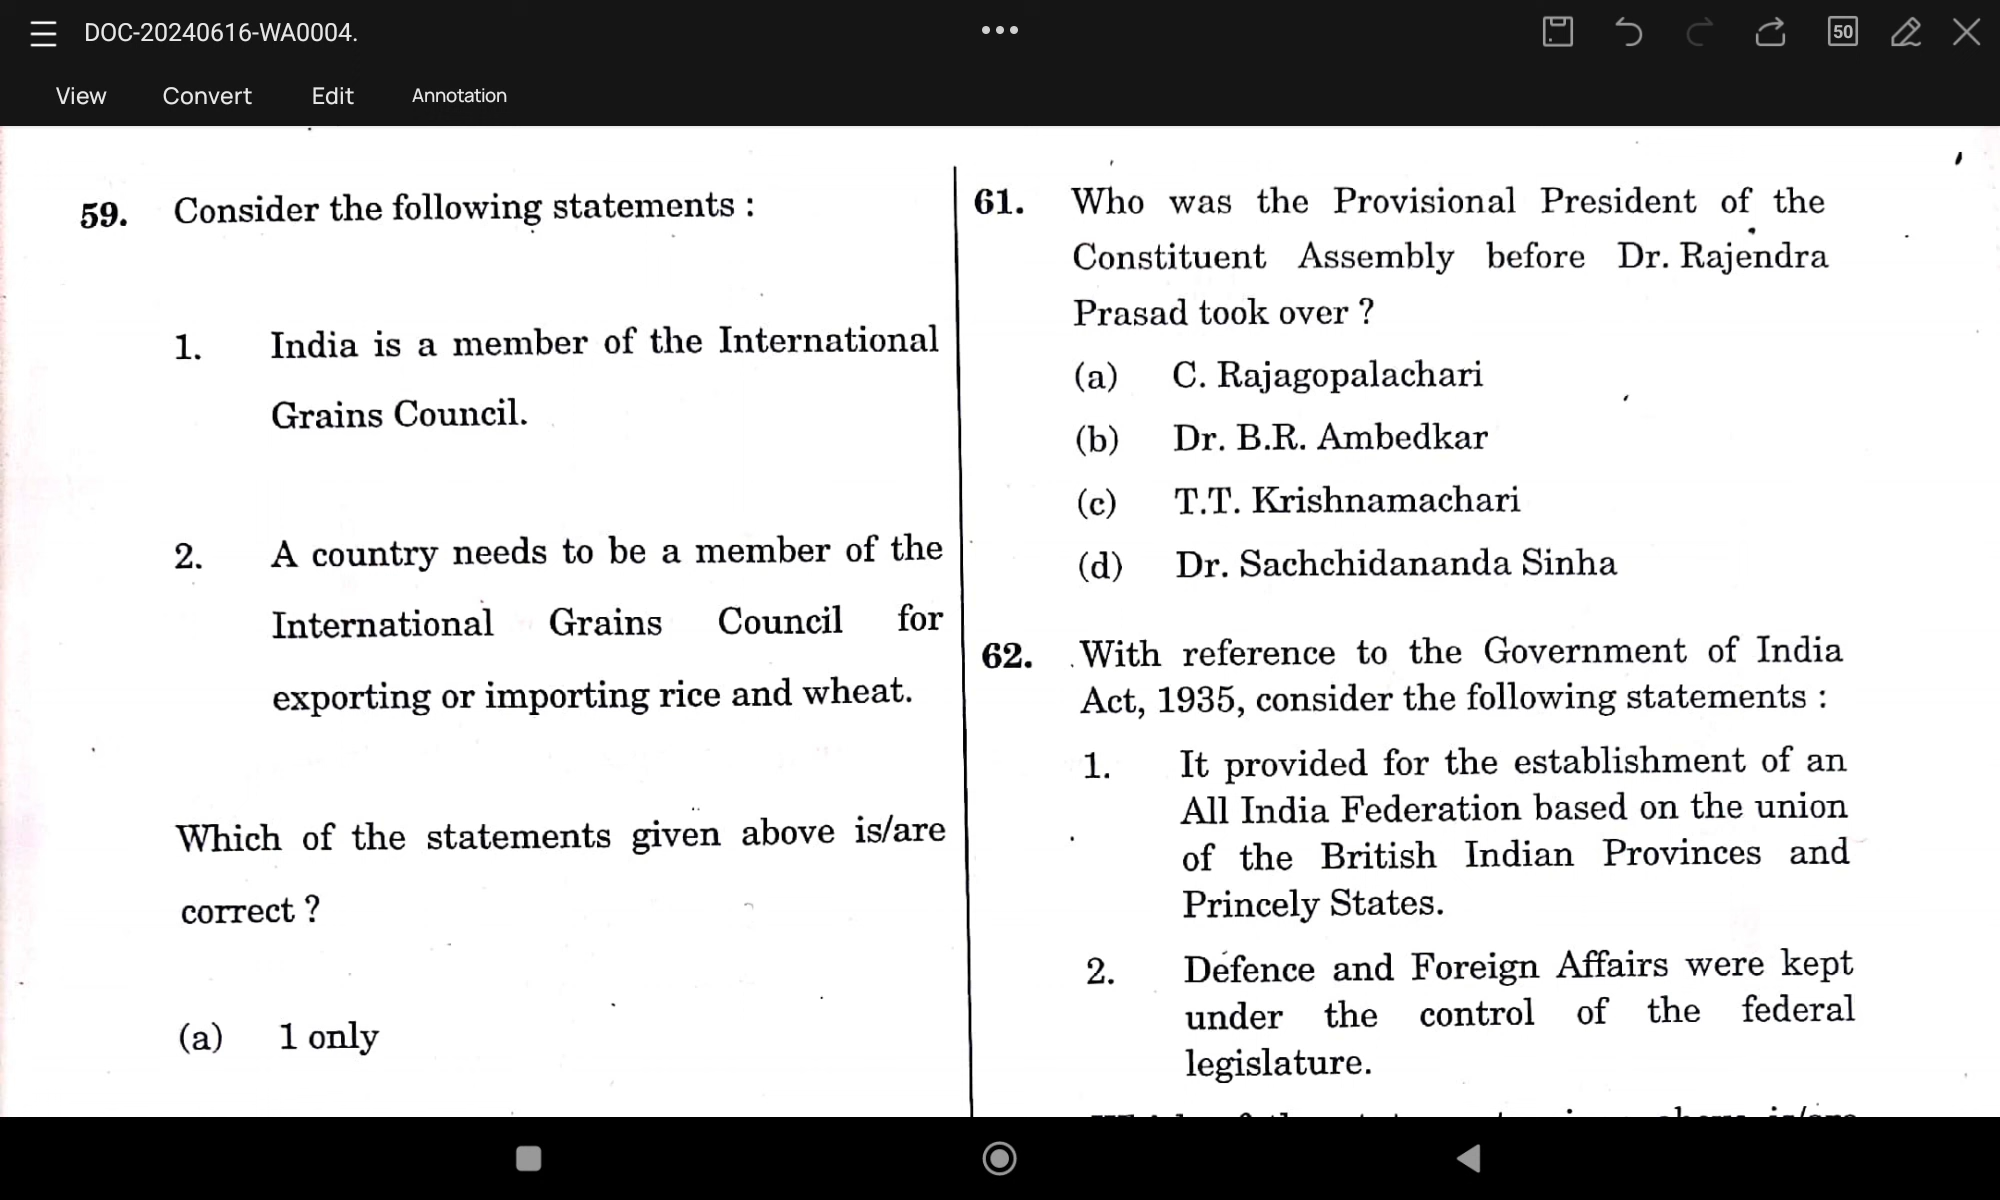 DOC-20240616-WA0004.
50
View Convert Edit Annotation
59. Consider the following statements :
1. India is a member of the International
Grains Council.
2. A country needs to be a member of the
International Grains Council for
exporting or importing rice and wheat.
Which of the statements given above is/are
correct ?
(a) 1 only
61. Who was the Provisional President of the
Constituent Assembly before Dr. Rajendra
Prasad took over ?
(a) C. Rajagopalachari
(b) Dr. B.R. Ambedkar
(c) T.T. Krishnamachari
(d) Dr. Sachchidananda Sinha
62. With reference to the Government of India
Act, 1935, consider the following statements :
1. It provided for the establishment of an
All India Federation based on the union
of the British Indian Provinces and
Princely States.
2. Defence and Foreign Affairs were kept
under the control of the federal
legislature.